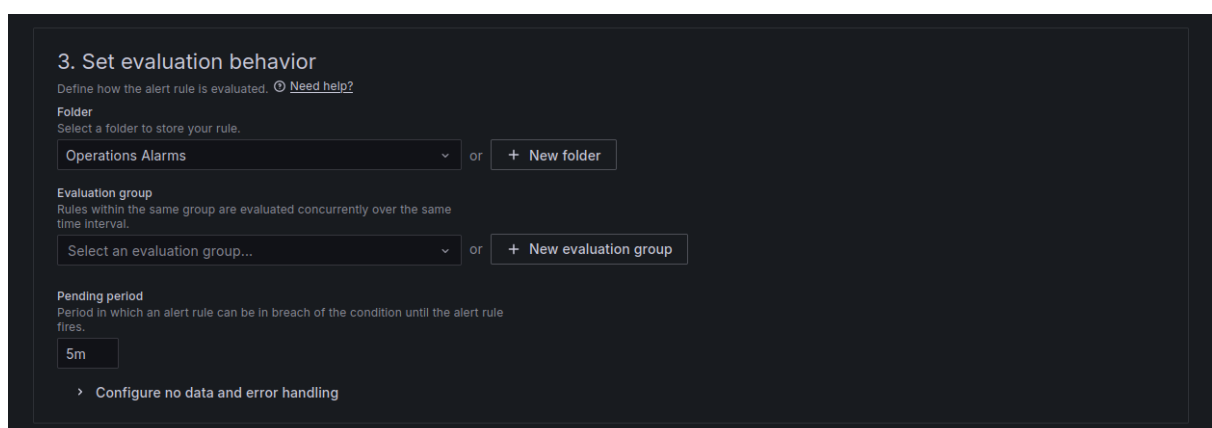 3. Set evaluation behavior
Define how the alert rule is evaluated. Need help?
Folder
Select a folder to store your rule.
Operations Alarms or + New folder
Evaluation group
Rules within the same group are evaluated concurrently over the same
time interval.
Select an evaluation group... or + New evaluation group
Pending period
Period in which an alert rule can be in breach of the condition until the alert rule
fires.
5m
Configure no data and error handling